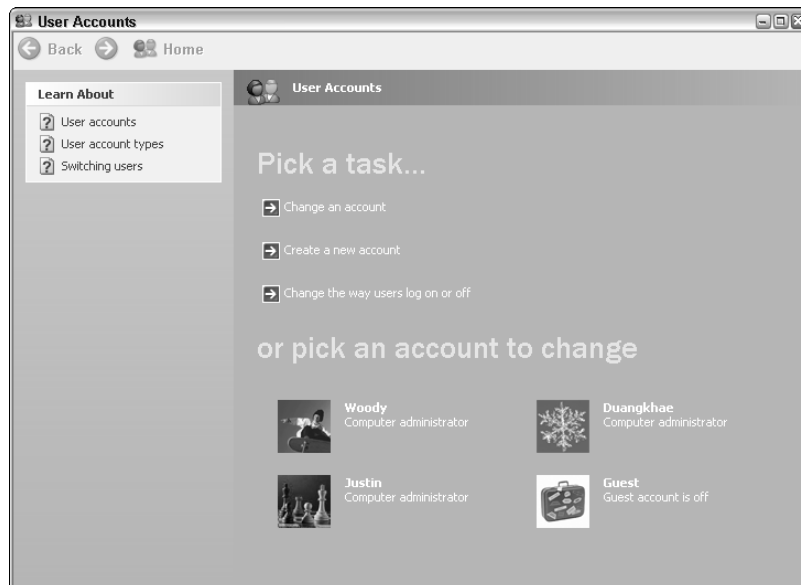 User Accounts
Back Home
Learn About
User accounts
User account types
Switching users
User Accounts
Pick a task...
Change an account
Create a new account
Change the way users log on or off
or pick an account to change
Woody
Computer administrator
Duangkhae
Computer administrator
Justin
Computer administrator
Guest
Guest account is off